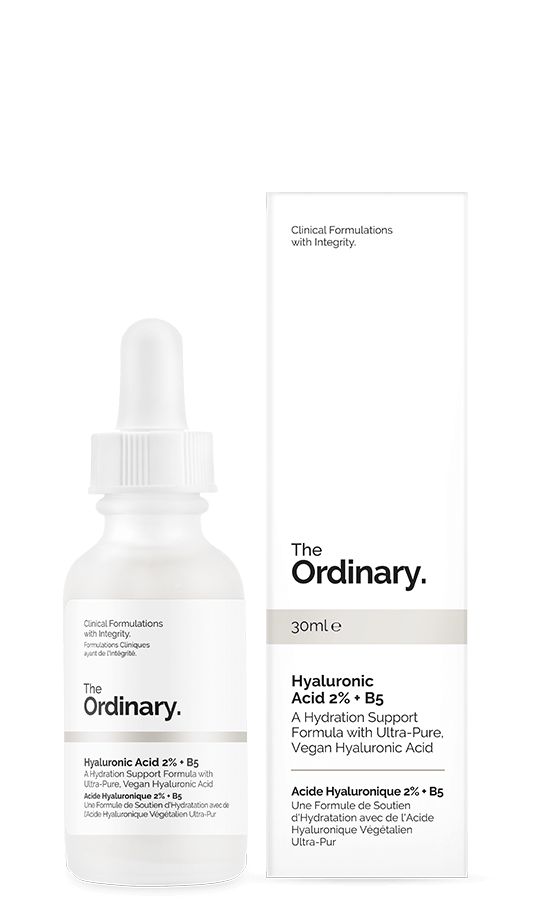 Clinical Formulations
with Integrity.
The
Ordinary.
30ml ℮
Hyaluronic
Acid 2% + B5
A Hydration Support
Formula with Ultra-Pure,
Vegan Hyaluronic Acid
Acide Hyaluronique 2% + B5
Une Formule de Soutien
d'Hydratation avec de l'Acide
Hyaluronique Végétalien
Ultra-Pur
Clinical Formulations
with Integrity.
Formulations Cliniques
ayant de l'intégrité.
The
Ordinary.
Hyaluronic Acid 2% + B5
A Hydration Support Formula with
Ultra-Pure, Vegan Hyaluronic Acid
Acide Hyaluronique 2% + B5
Une Formule de Soutien d'Hydratation avec de
l'Acide Hyaluronique Végétalien Ultra-Pur